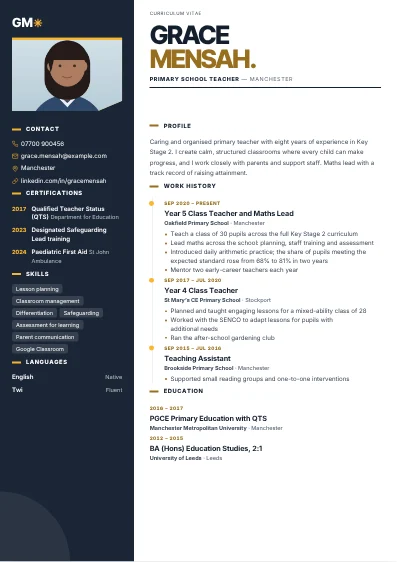 GM✳
CONTACT
07700 900456
grace.mensah@example.com
Manchester
linkedin.com/in/gracemensah
CERTIFICATIONS
2017 Qualified Teacher Status
(QTS) Department for Education
2023 Designated Safeguarding
Lead training
2024 Paediatric First Aid St John
Ambulance
SKILLS
Lesson planning
Classroom management
Differentiation Safeguarding
Assessment for learning
Parent communication
Google Classroom
LANGUAGES
English Native
Twi Fluent
CURRICULUM VITAE
GRACE
MENSAH.
PRIMARY SCHOOL TEACHER — MANCHESTER
PROFILE
Caring and organised primary teacher with eight years of experience in Key
Stage 2. I create calm, structured classrooms where every child can make
progress, and I work closely with parents and support staff. Maths lead with a
track record of raising attainment.
WORK HISTORY
SEP 2020 – PRESENT
Year 5 Class Teacher and Maths Lead
Oakfield Primary School · Manchester
• Teach a class of 30 pupils across the full Key Stage 2 curriculum
• Lead maths across the school planning, staff training and assessment
• Introduced daily arithmetic practice; the share of pupils meeting the
expected standard rose from 68% to 81% in two years
• Mentor two early-career teachers each year
SEP 2017 – JUL 2020
Year 4 Class Teacher
St Mary's CE Primary School · Stockport
• Planned and taught engaging lessons for a mixed-ability class of 28
• Worked with the SENCO to adapt lessons for pupils with
additional needs
• Ran the after-school gardening club
SEP 2015 – JUL 2016
Teaching Assistant
Brookside Primary School · Manchester
• Supported small reading groups and one-to-one interventions
EDUCATION
2016 – 2017
PGCE Primary Education with QTS
Manchester Metropolitan University · Manchester
2012 – 2015
BA (Hons) Education Studies, 2:1
University of Leeds · Leeds